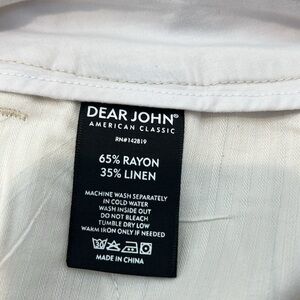 DEAR JOHN®
AMERICAN CLASSIC
RN#142819
65% RAYON
35% LINEN
MACHINE WASH SEPARATELY
IN COLD WATER
WASH INSIDE OUT
DO NOT BLEACH
TUMBLE DRY LOW
WARM IRON ONLY IF NEEDED
MADE IN CHINA